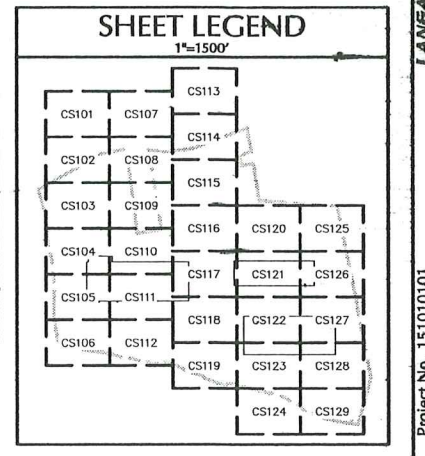 SHEET LEGEND
1"=1500'
CS113
CS101 CS107
CS114
CS102 CS108
CS115
CS103 CS109
CS116 CS120 CS125
CS104 CS110
CS117 CS121 CS126
CS105 CS111
CS118 CS122 CS127
CS106 CS112
CS119 CS123 CS128
CS124 CS129
Project No. 151010101